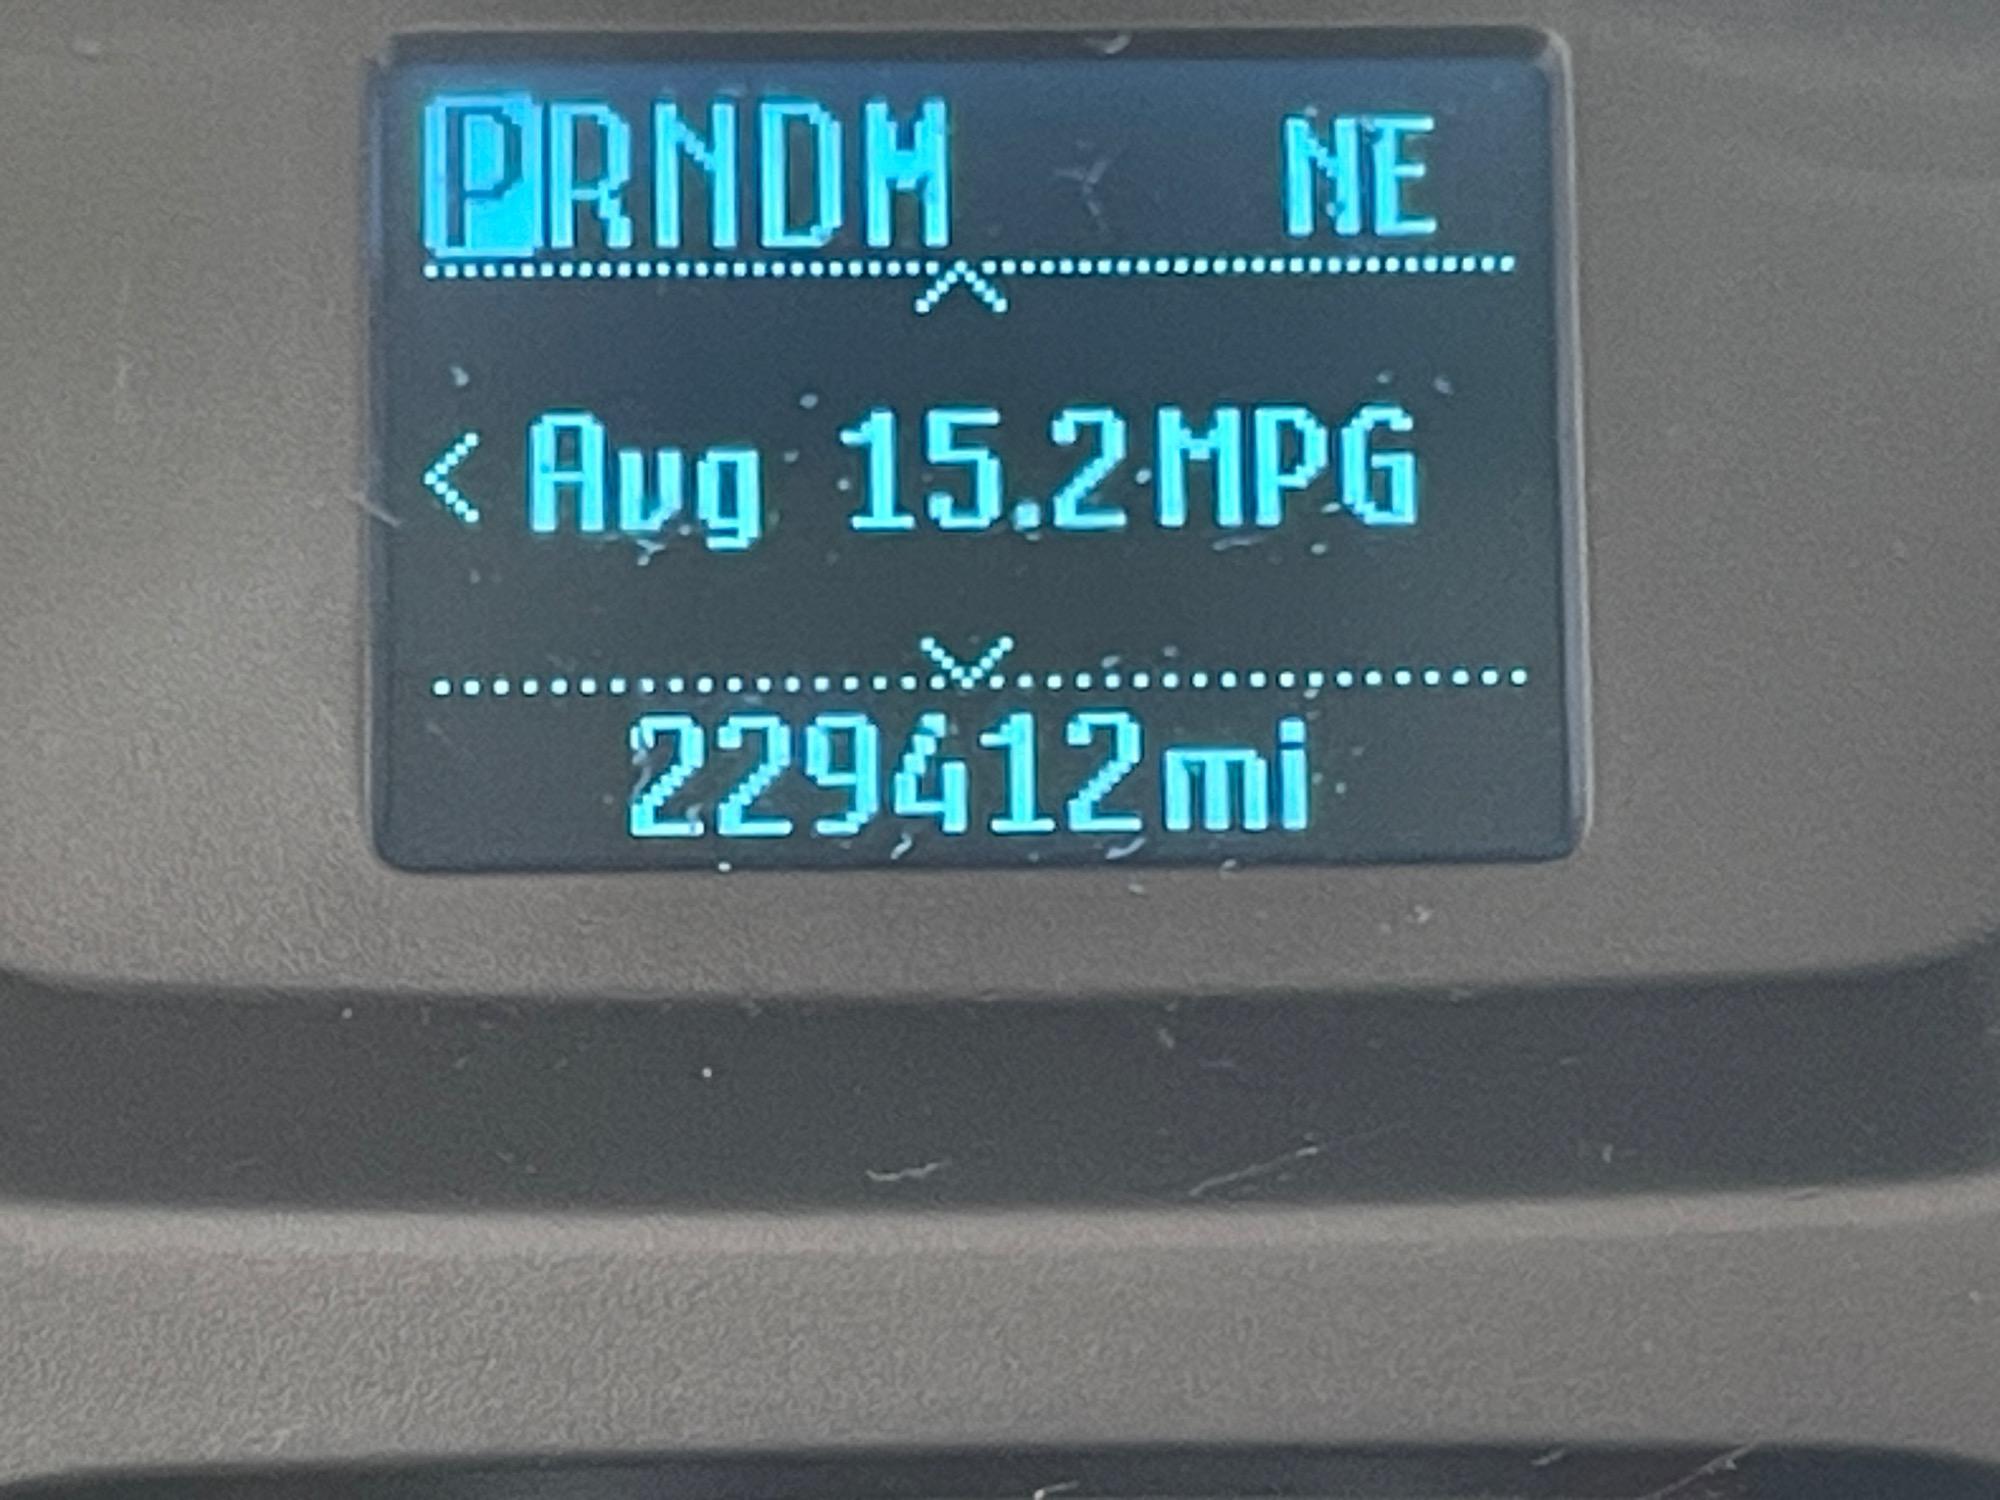 PRNDM NE
< Avg 15.2MPG
229412mi